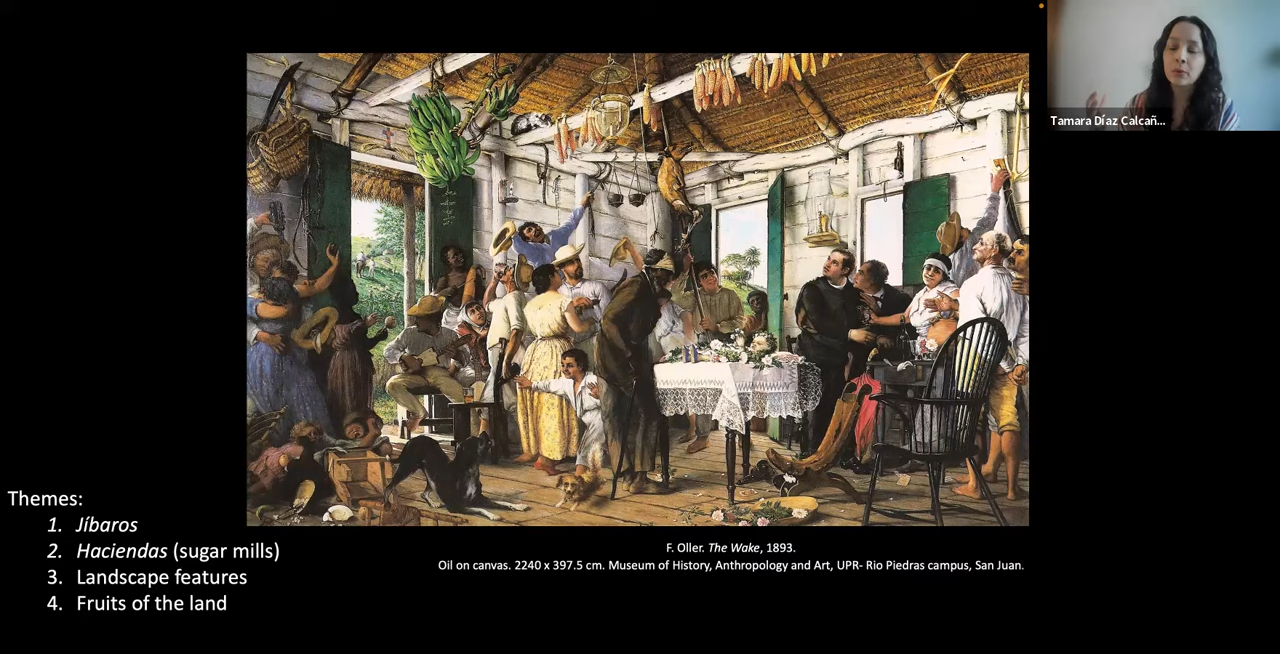 Tamara Díaz Calcañ...
Themes:
1. Jíbaros
2. Haciendas (sugar mills)
3. Landscape features
4. Fruits of the land
F. Oller. The Wake, 1893.
Oil on canvas. 2240 x 397.5 cm. Museum of History, Anthropology and Art, UPR- Rio Piedras campus, San Juan.